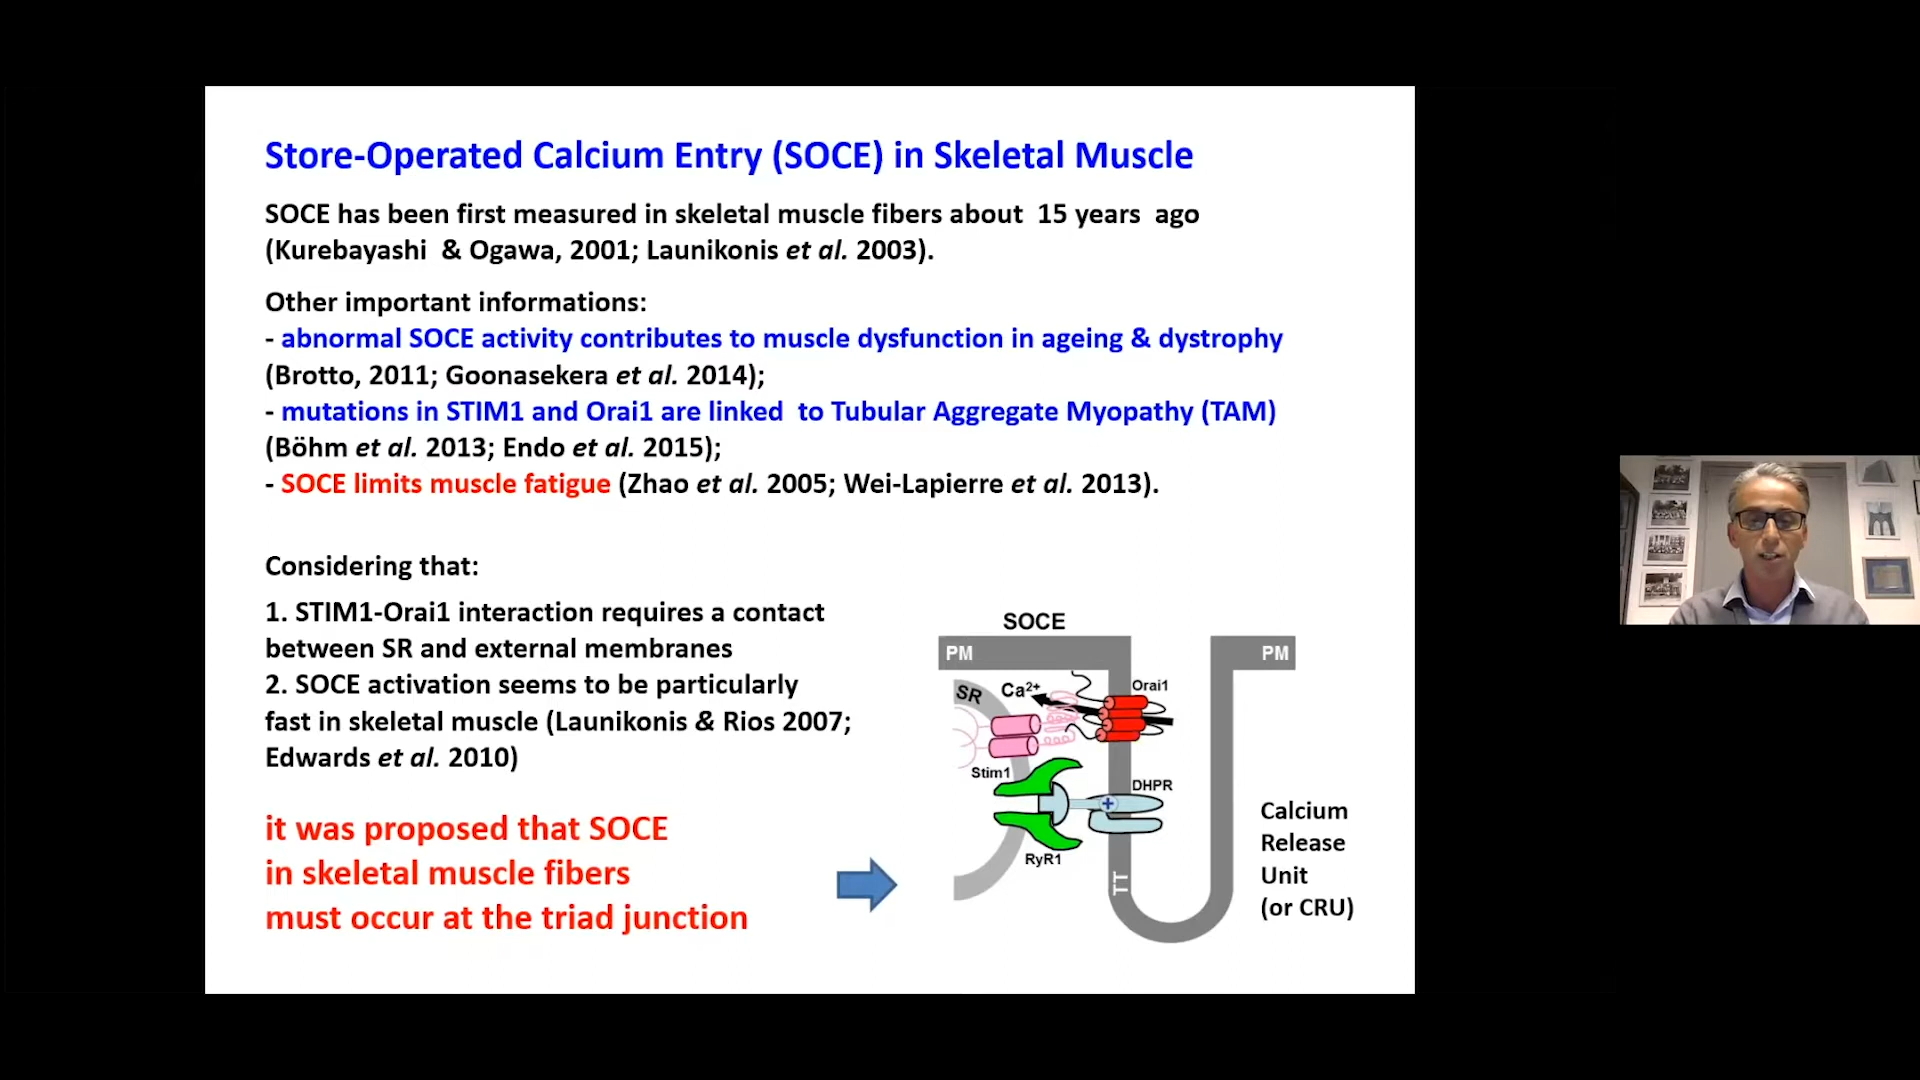 Store-Operated Calcium Entry (SOCE) in Skeletal Muscle
SOCE has been first measured in skeletal muscle fibers about 15 years ago
(Kurebayashi & Ogawa, 2001; Launikonis et al. 2003).
Other important informations:
- abnormal SOCE activity contributes to muscle dysfunction in ageing & dystrophy
(Brotto, 2011; Goonasekera et al. 2014);
- mutations in STIM1 and Orai1 are linked to Tubular Aggregate Myopathy (TAM)
(Böhm et al. 2013; Endo et al. 2015);
- SOCE limits muscle fatigue (Zhao et al. 2005; Wei-Lapierre et al. 2013).
Considering that:
1. STIM1-Orai1 interaction requires a contact
between SR and external membranes
2. SOCE activation seems to be particularly
fast in skeletal muscle (Launikonis & Rios 2007;
Edwards et al. 2010)
it was proposed that SOCE
in skeletal muscle fibers
must occur at the triad junction
SOCE
PM
PM
SR
Ca2+
Orai1
Stim1
DHPR
+
RyR1
TT
Calcium
Release
Unit
(or CRU)